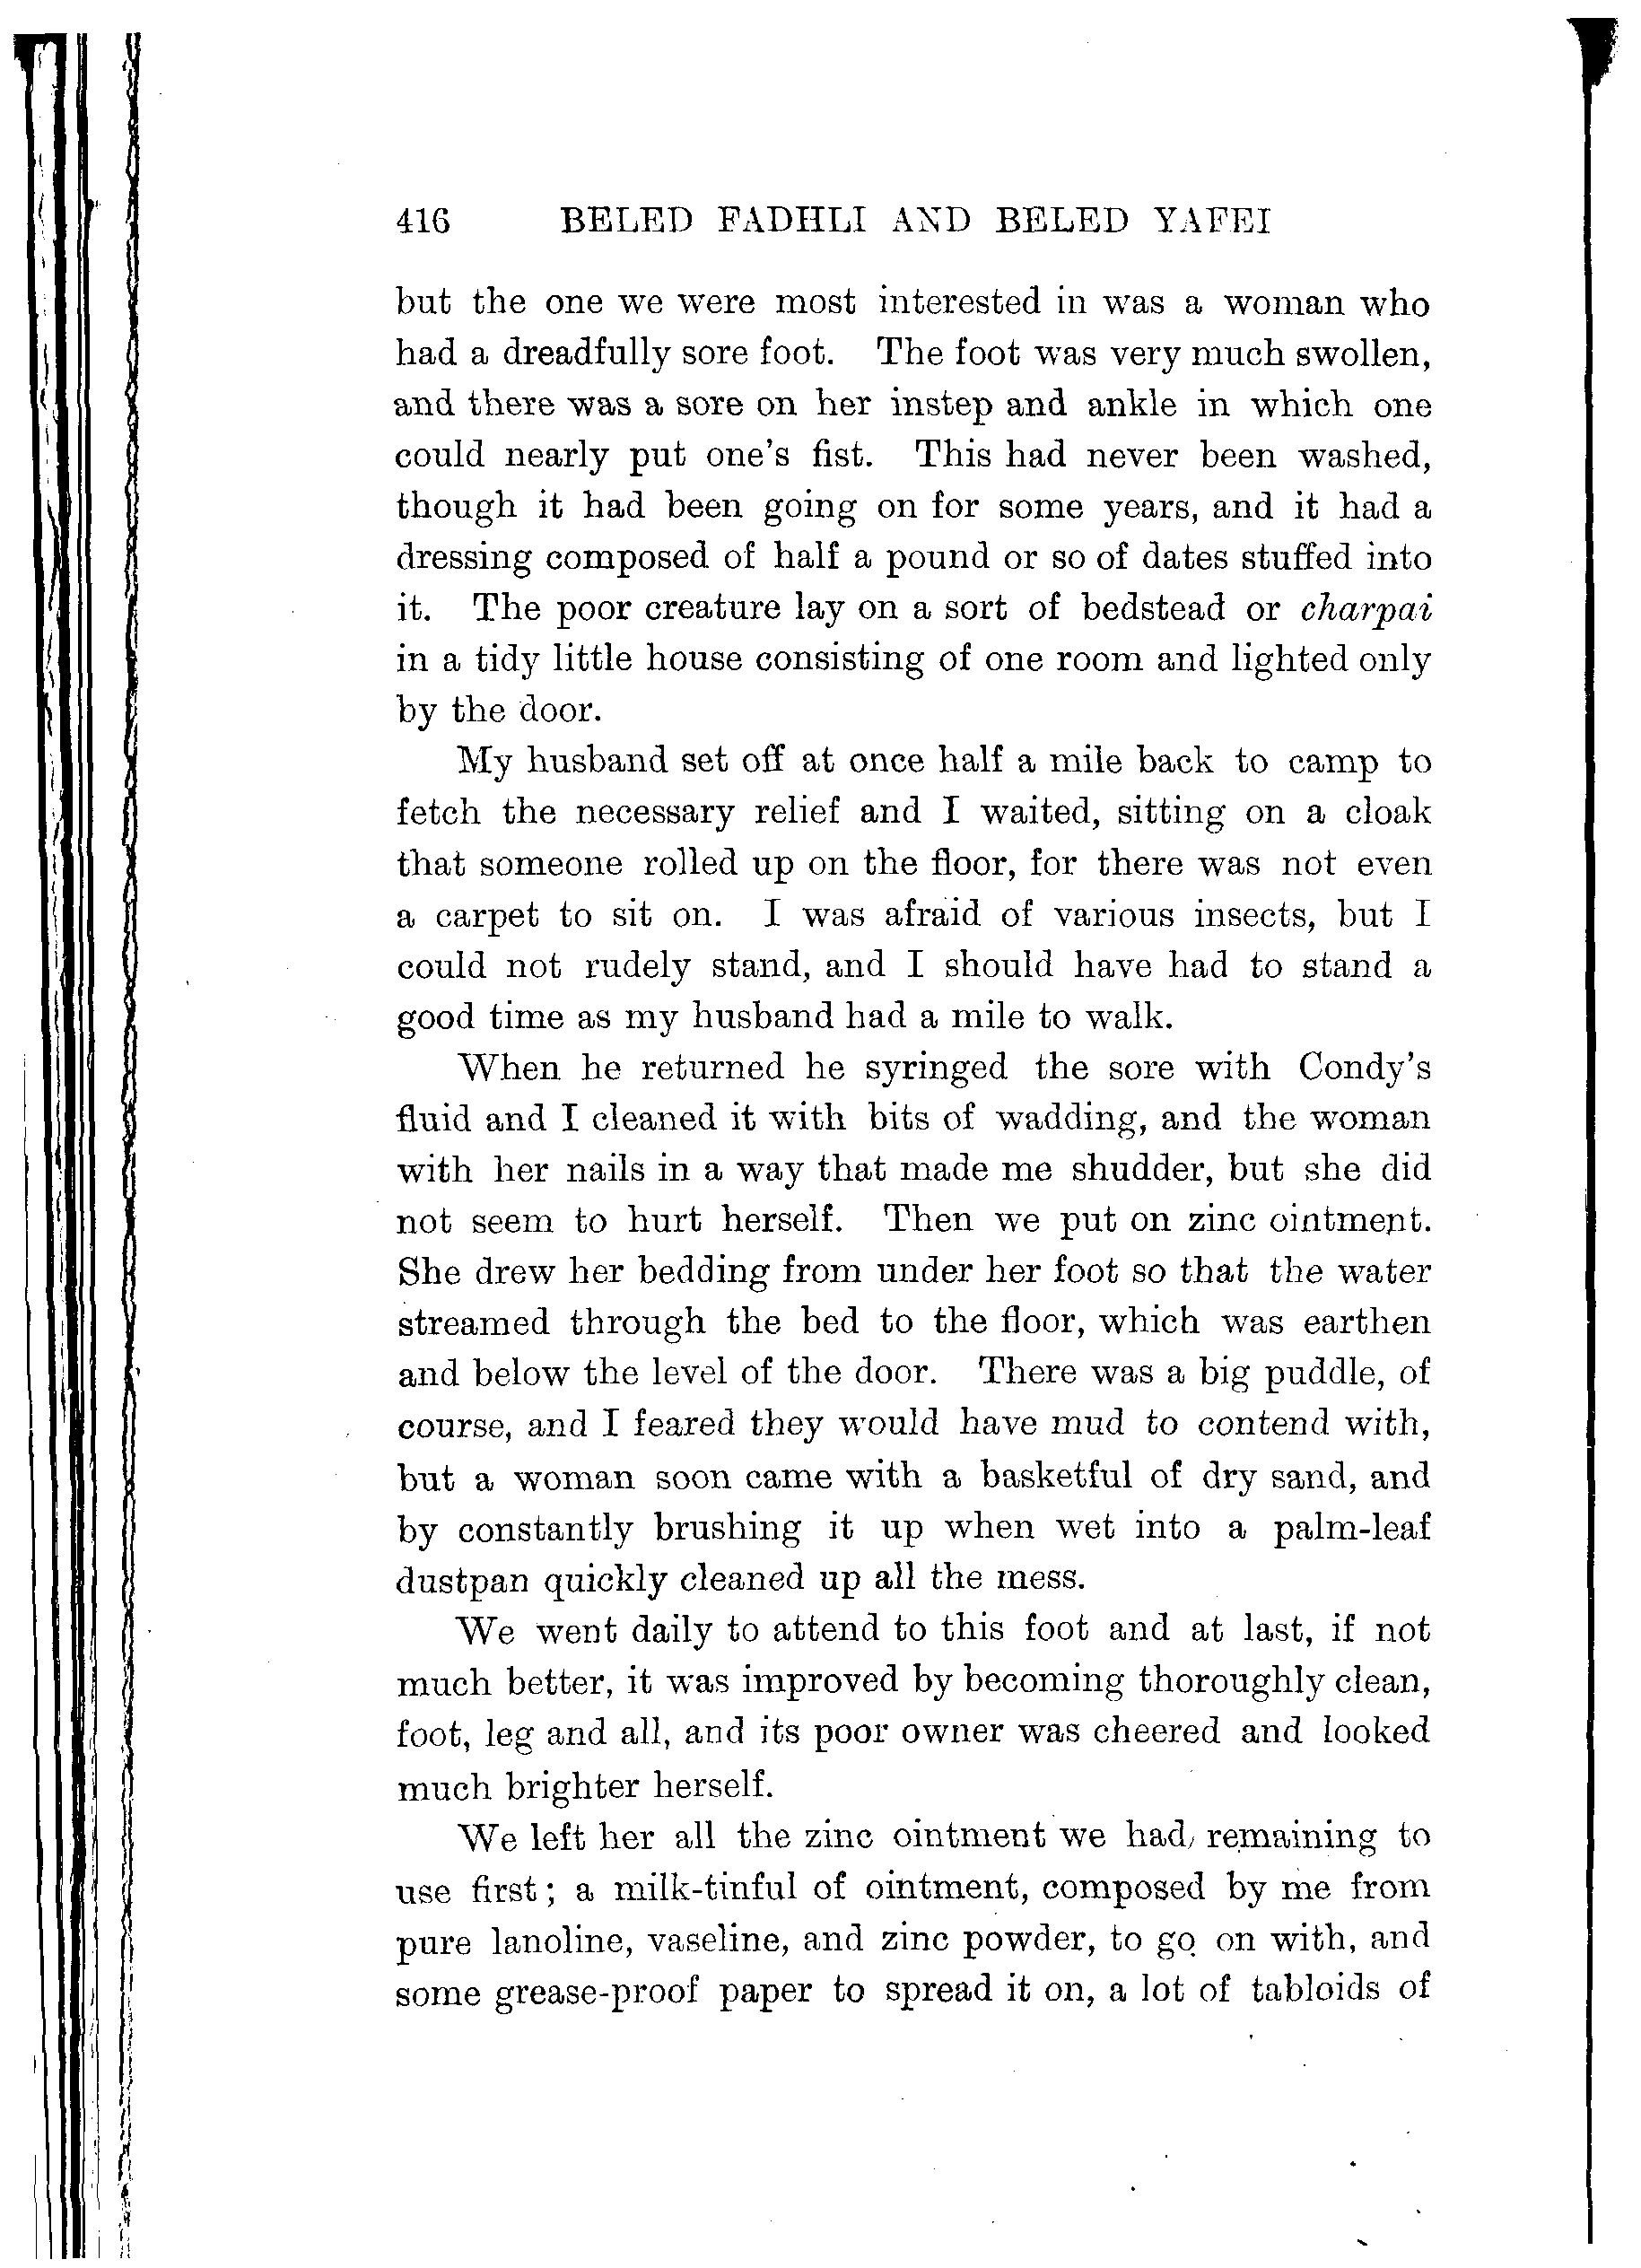 416 BELED FADHLI AND BELED YAFEI
but the one we were most interested in was a woman who
had a dreadfully sore foot. The foot was very much swollen,
and there was a sore on her instep and ankle in which one
could nearly put one's fist. This had never been washed,
though it had been going on for some years, and it had a
dressing composed of half a pound or so of dates stuffed into
it. The poor creature lay on a sort of bedstead or charpai
in a tidy little house consisting of one room and lighted only
by the door.
My husband set off at once half a mile back to camp to
fetch the necessary relief and I waited, sitting on a cloak
that someone rolled up on the floor, for there was not even
a carpet to sit on. I was afraid of various insects, but I
could not rudely stand, and I should have had to stand a
good time as my husband had a mile to walk.
When he returned he syringed the sore with Condy's
fluid and I cleaned it with bits of wadding, and the woman
with her nails in a way that made me shudder, but she did
not seem to hurt herself. Then we put on zinc ointment.
She drew her bedding from under her foot so that the water
streamed through the bed to the floor, which was earthen
and below the level of the door. There was a big puddle, of
course, and I feared they would have mud to contend with,
but a woman soon came with a basketful of dry sand, and
by constantly brushing it up when wet into a palm-leaf
dustpan quickly cleaned up all the mess.
We went daily to attend to this foot and at last, if not
much better, it was improved by becoming thoroughly clean,
foot, leg and all, and its poor owner was cheered and looked
much brighter herself.
We left her all the zinc ointment we had, remaining to
use first; a milk-tinful of ointment, composed by me from
pure lanoline, vaseline, and zinc powder, to go on with, and
some grease-proof paper to spread it on, a lot of tabloids of